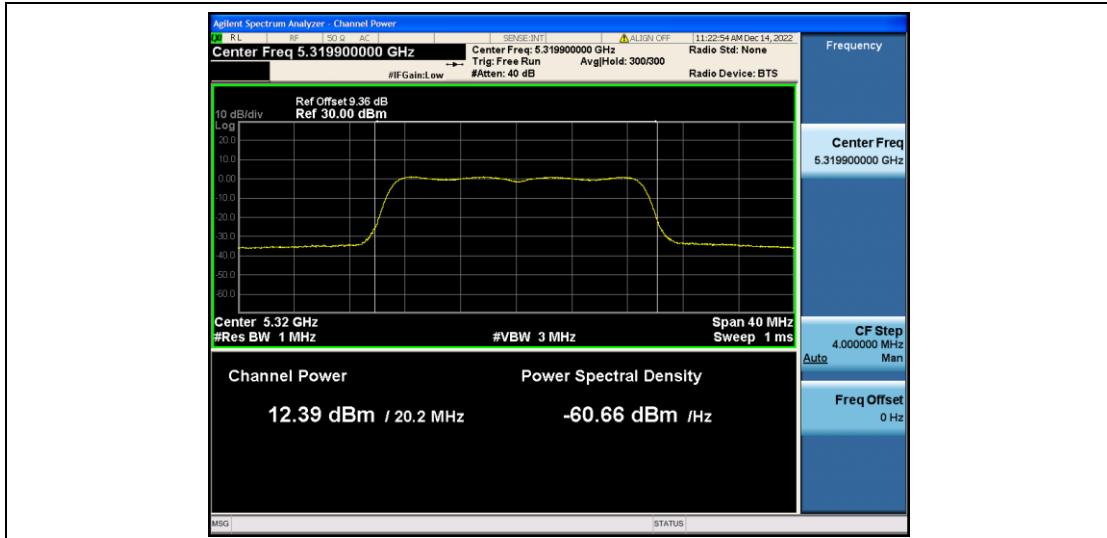 Agilent Spectrum Analyzer - Channel Power
RL RF 50 Ω AC SENSE:INT ALIGN OFF 11:22:54 AM Dec 14, 2022
Center Freq 5.319900000 GHz Center Freq: 5.319900000 GHz Radio Std: None
Trig: Free Run Avg|Hold: 300/300
#IFGain:Low #Atten: 40 dB Radio Device: BTS
Frequency
Ref Offset 9.36 dB
10 dB/div Ref 30.00 dBm
Log
20.0
10.0
0.00
-10.0
-20.0
-30.0
-40.0
-50.0
-60.0
Center 5.32 GHz Span 40 MHz
#Res BW 1 MHz #VBW 3 MHz Sweep 1 ms
Channel Power Power Spectral Density
12.39 dBm / 20.2 MHz -60.66 dBm /Hz
Center Freq
5.319900000 GHz
CF Step
4.000000 MHz
Auto Man
Freq Offset
0 Hz
MSG STATUS